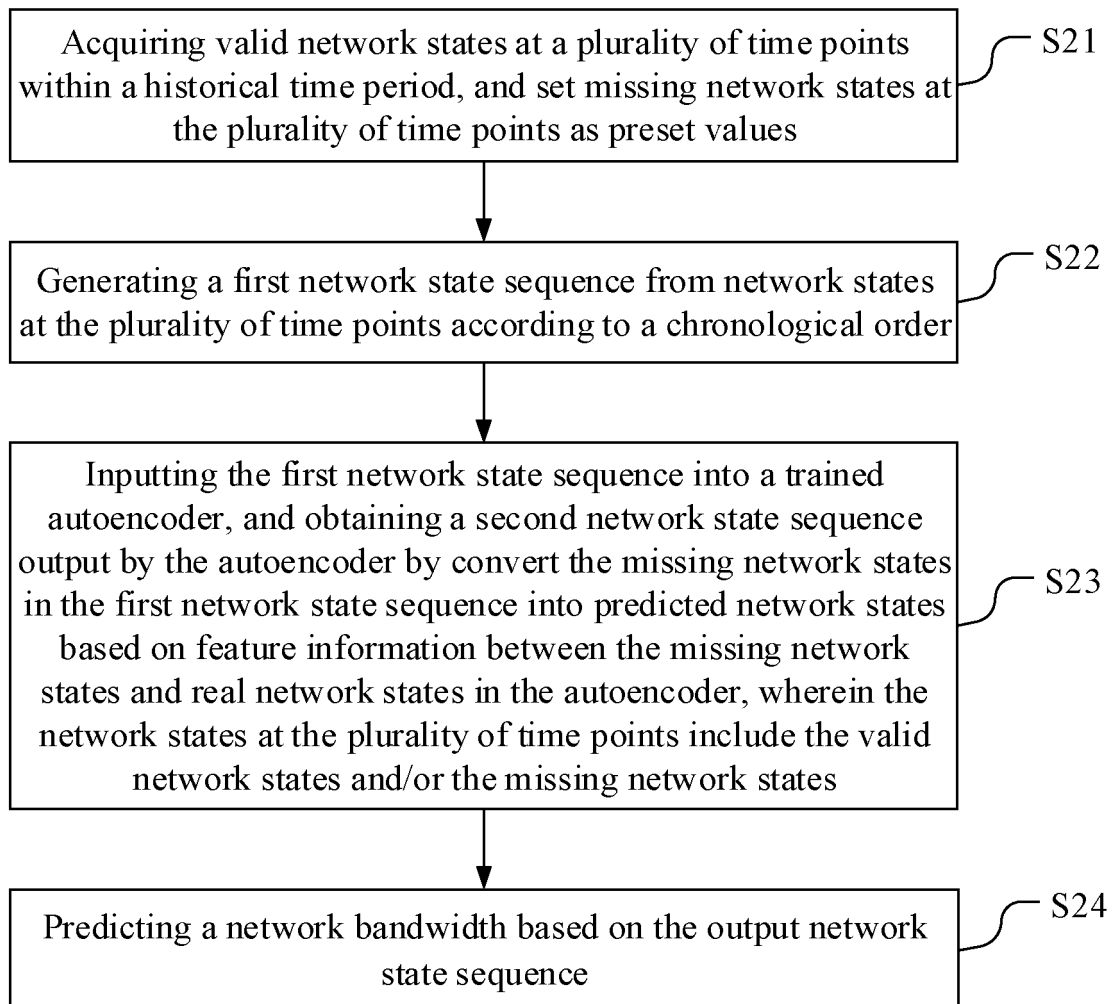 Acquiring valid network states at a plurality of time points
within a historical time period, and set missing network states at
the plurality of time points as preset values
S21
Generating a first network state sequence from network states
at the plurality of time points according to a chronological order
S22
Inputting the first network state sequence into a trained
autoencoder, and obtaining a second network state sequence
output by the autoencoder by convert the missing network states
in the first network state sequence into predicted network states
based on feature information between the missing network
states and real network states in the autoencoder, wherein the
network states at the plurality of time points include the valid
network states and/or the missing network states
S23
Predicting a network bandwidth based on the output network
state sequence
S24